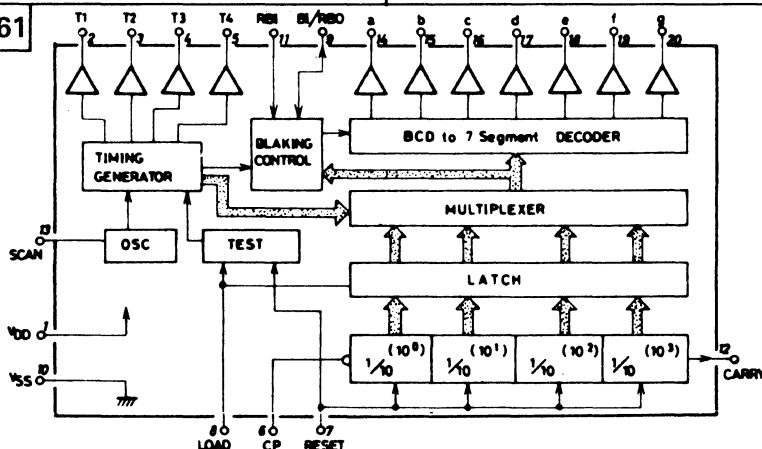 61
T1 T2 T3 T4 RBI BI/RBO a b c d e f g
2 3 4 5 11 9 14 15 16 17 18 19 20
TIMING GENERATOR
BLAKING CONTROL
BCD to 7 Segment DECODER
MULTIPLEXER
13
SCAN
OSC
TEST
LATCH
VDD 1
1/10 (10⁰) 1/10 (10¹) 1/10 (10²) 1/10 (10³)
12
CARRY
VSS 10
8 6 7
LOAD CP RESET